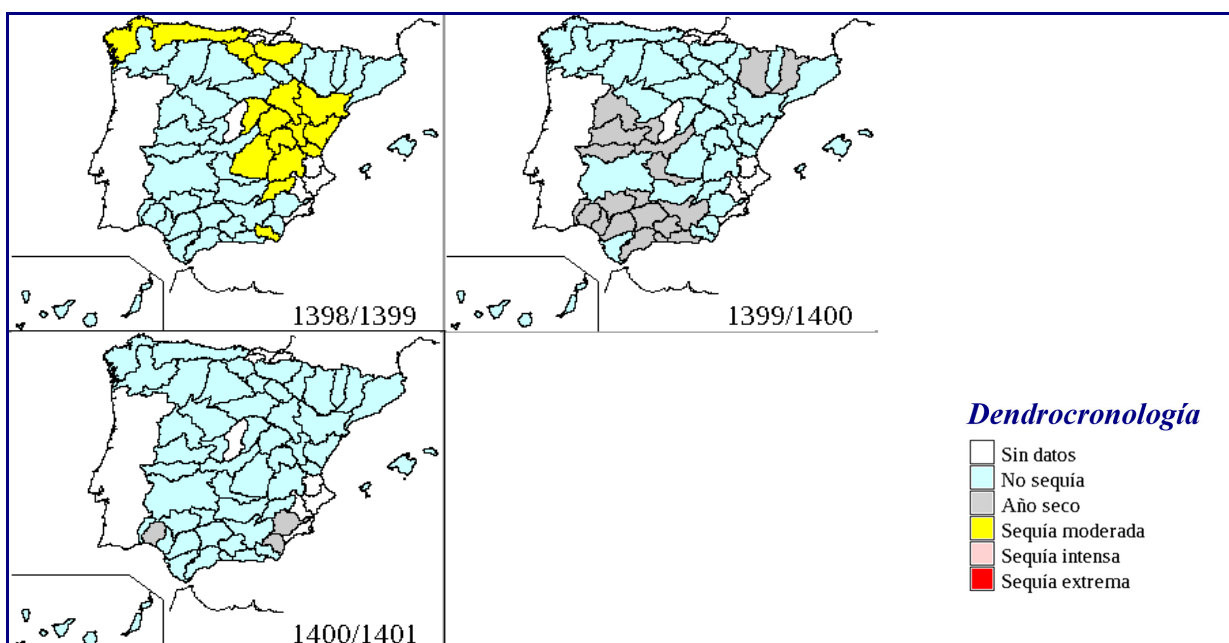 1398/1399
1399/1400
1400/1401
Dendrocronología
Sin datos
No sequía
Año seco
Sequía moderada
Sequía intensa
Sequía extrema